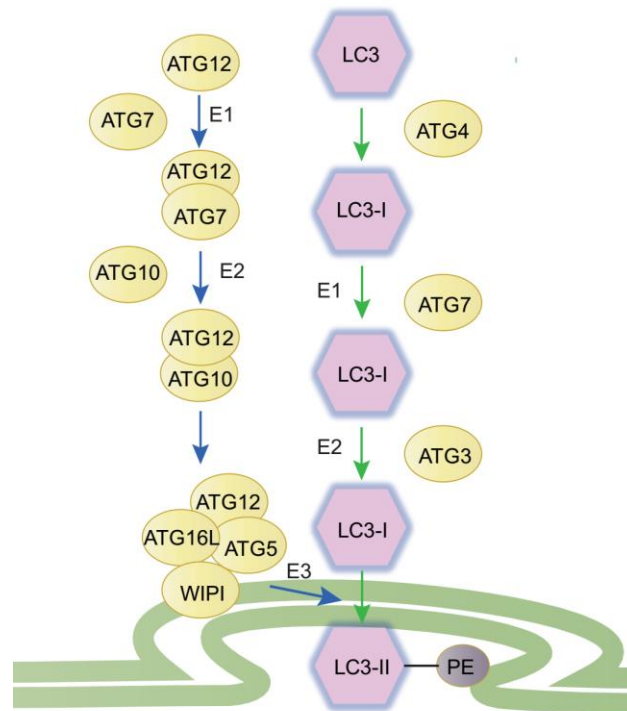 ATG12
ATG7
E1
ATG12
ATG7
ATG10
E2
ATG12
ATG10
ATG12
ATG16L
ATG5
WIPI
E3
LC3
ATG4
LC3-I
E1
ATG7
LC3-I
E2
ATG3
LC3-I
LC3-II
PE